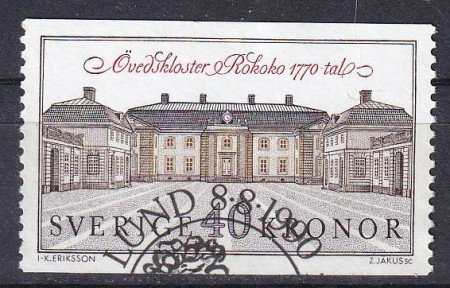 Övedskloster Rokoko 1770-tal
SVERIGE 40 KRONOR
LUND 8.8.1990
I-K. ERIKSSON
Z. JAKUS SC